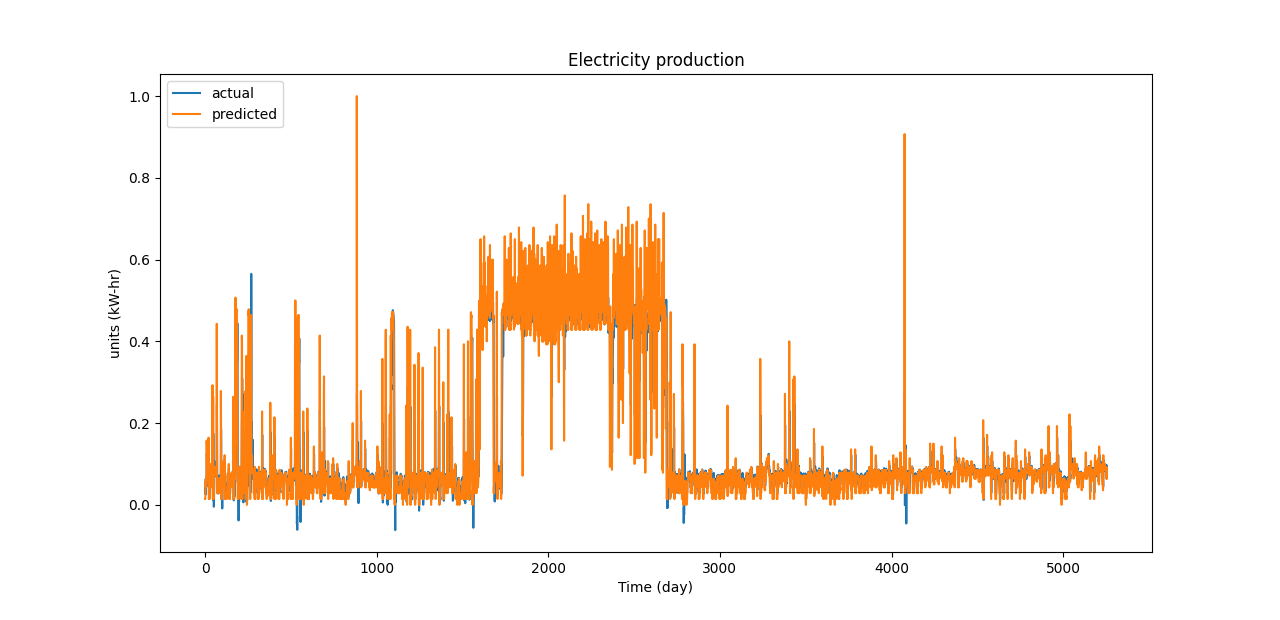 Electricity production
actual
predicted
units (kW-hr)
1.0
0.8
0.6
0.4
0.2
0.0
0 1000 2000 3000 4000 5000
Time (day)